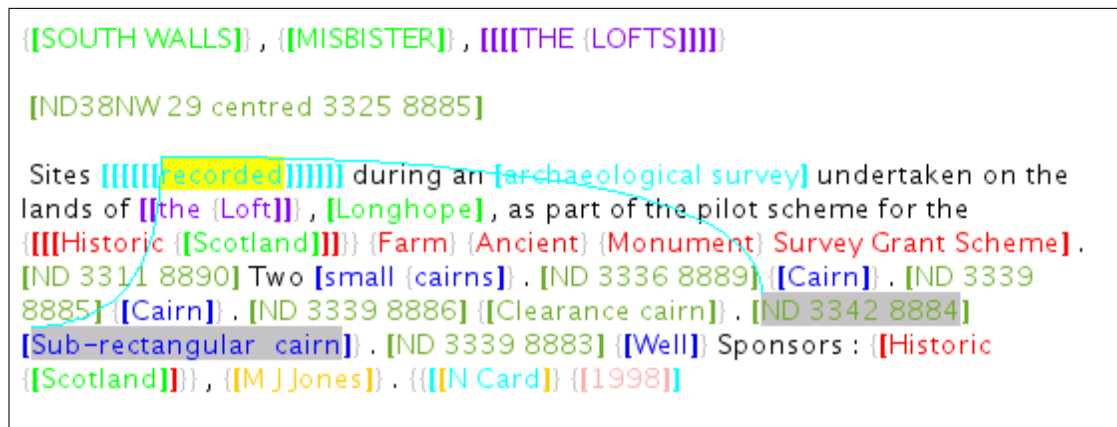 {[SOUTH WALLS]} , {[MISBISTER]} , [[[[THE {LOFTS]]]]}
[ND38NW 29 centred 3325 8885]
Sites [[[[[[recorded]]]]]] during an [archaeological survey] undertaken on the
lands of [[the {Loft]]} , [Longhope] , as part of the pilot scheme for the
{[[[Historic {[Scotland]]]}} {Farm} {Ancient} {Monument} Survey Grant Scheme] .
[ND 3311 8890] Two [small {cairns]} . [ND 3336 8889] {[Cairn]} . [ND 3339
8885] {[Cairn]} . [ND 3339 8886] {[Clearance cairn]} . [ND 3342 8884]
[Sub-rectangular cairn]} . [ND 3339 8883] {[Well]} Sponsors : {[Historic
{[Scotland]]}} , {[M J Jones]} . {{[[N Card]} {[1998]]